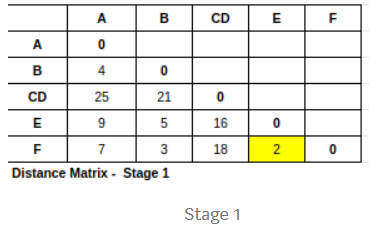 A B CD E F
A 0
B 4 0
CD 25 21 0
E 9 5 16 0
F 7 3 18 2 0
Distance Matrix - Stage 1
Stage 1